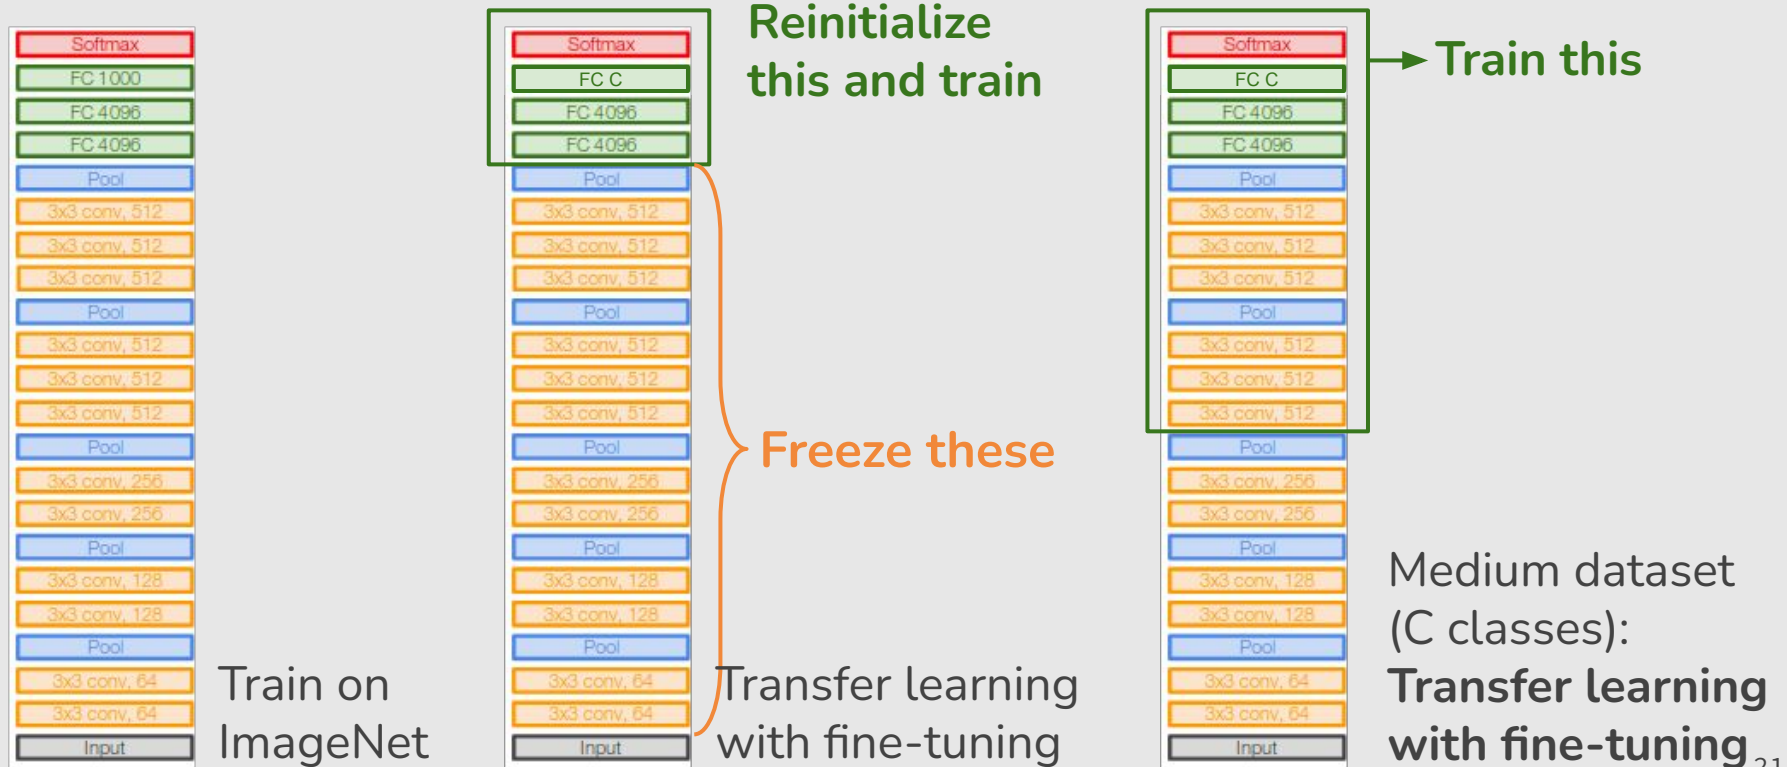 Softmax
FC 1000
FC 4096
FC 4096
Pool
3x3 conv, 512
3x3 conv, 512
3x3 conv, 512
Pool
3x3 conv, 512
3x3 conv, 512
3x3 conv, 512
Pool
3x3 conv, 256
3x3 conv, 256
Pool
3x3 conv, 128
3x3 conv, 128
Pool
3x3 conv, 64
3x3 conv, 64
Input
Train on
ImageNet
Softmax
FC C
FC 4096
FC 4096
Pool
3x3 conv, 512
3x3 conv, 512
3x3 conv, 512
Pool
3x3 conv, 512
3x3 conv, 512
3x3 conv, 512
Pool
3x3 conv, 256
3x3 conv, 256
Pool
3x3 conv, 128
3x3 conv, 128
Pool
3x3 conv, 64
3x3 conv, 64
Input
Reinitialize
this and train
Freeze these
Transfer learning
with fine-tuning
Softmax
FC C
FC 4096
FC 4096
Pool
3x3 conv, 512
3x3 conv, 512
3x3 conv, 512
Pool
3x3 conv, 512
3x3 conv, 512
3x3 conv, 512
Pool
3x3 conv, 256
3x3 conv, 256
Pool
3x3 conv, 128
3x3 conv, 128
Pool
3x3 conv, 64
3x3 conv, 64
Input
Train this
Medium dataset
(C classes):
Transfer learning
with fine-tuning
21